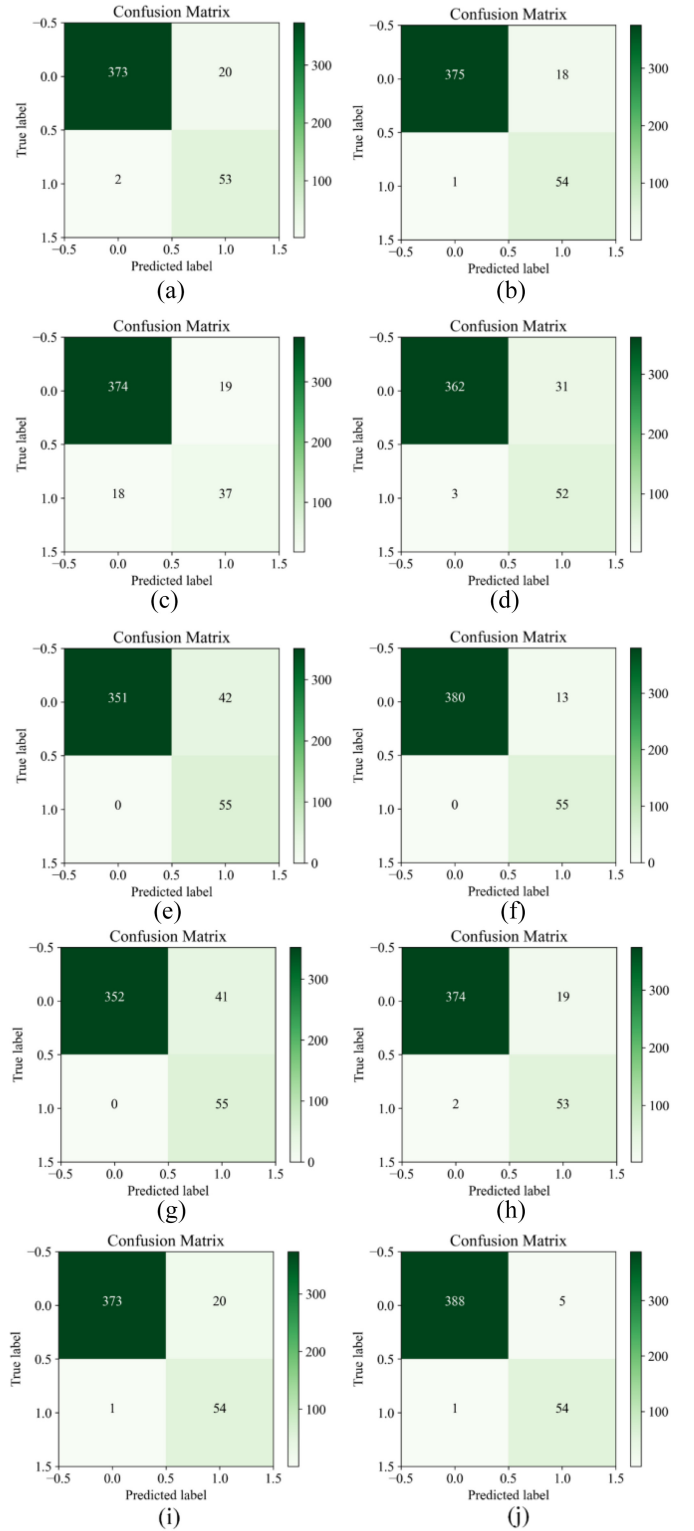 Confusion Matrix Confusion Matrix
−0.5 −0.5
300 300
0.0 373 20 0.0 375 18
True label 0.5 200 True label 0.5 200
1.0 2 53 100 1.0 1 54 100
1.5 1.5
−0.5 0.0 0.5 1.0 1.5 −0.5 0.0 0.5 1.0 1.5
Predicted label Predicted label
(a) (b)
Confusion Matrix Confusion Matrix
−0.5 −0.5
300 300
0.0 374 19 0.0 362 31
True label 0.5 200 True label 0.5 200
1.0 18 37 100 1.0 3 52 100
1.5 1.5
−0.5 0.0 0.5 1.0 1.5 −0.5 0.0 0.5 1.0 1.5
Predicted label Predicted label
(c) (d)
Confusion Matrix Confusion Matrix
−0.5 −0.5
300 300
0.0 351 42 0.0 380 13
True label 0.5 200 True label 0.5 200
100 100
1.0 0 55 1.0 0 55
1.5 0 1.5 0
−0.5 0.0 0.5 1.0 1.5 −0.5 0.0 0.5 1.0 1.5
Predicted label Predicted label
(e) (f)
Confusion Matrix Confusion Matrix
−0.5 −0.5
300 300
0.0 352 41 0.0 374 19
True label 0.5 200 True label 0.5 200
100 100
1.0 0 55 1.0 2 53
1.5 0 1.5
−0.5 0.0 0.5 1.0 1.5 −0.5 0.0 0.5 1.0 1.5
Predicted label Predicted label
(g) (h)
Confusion Matrix Confusion Matrix
−0.5 −0.5
300 300
0.0 373 20 0.0 388 5
True label 0.5 200 True label 0.5 200
1.0 1 54 100 1.0 1 54 100
1.5 1.5
−0.5 0.0 0.5 1.0 1.5 −0.5 0.0 0.5 1.0 1.5
Predicted label Predicted label
(i) (j)